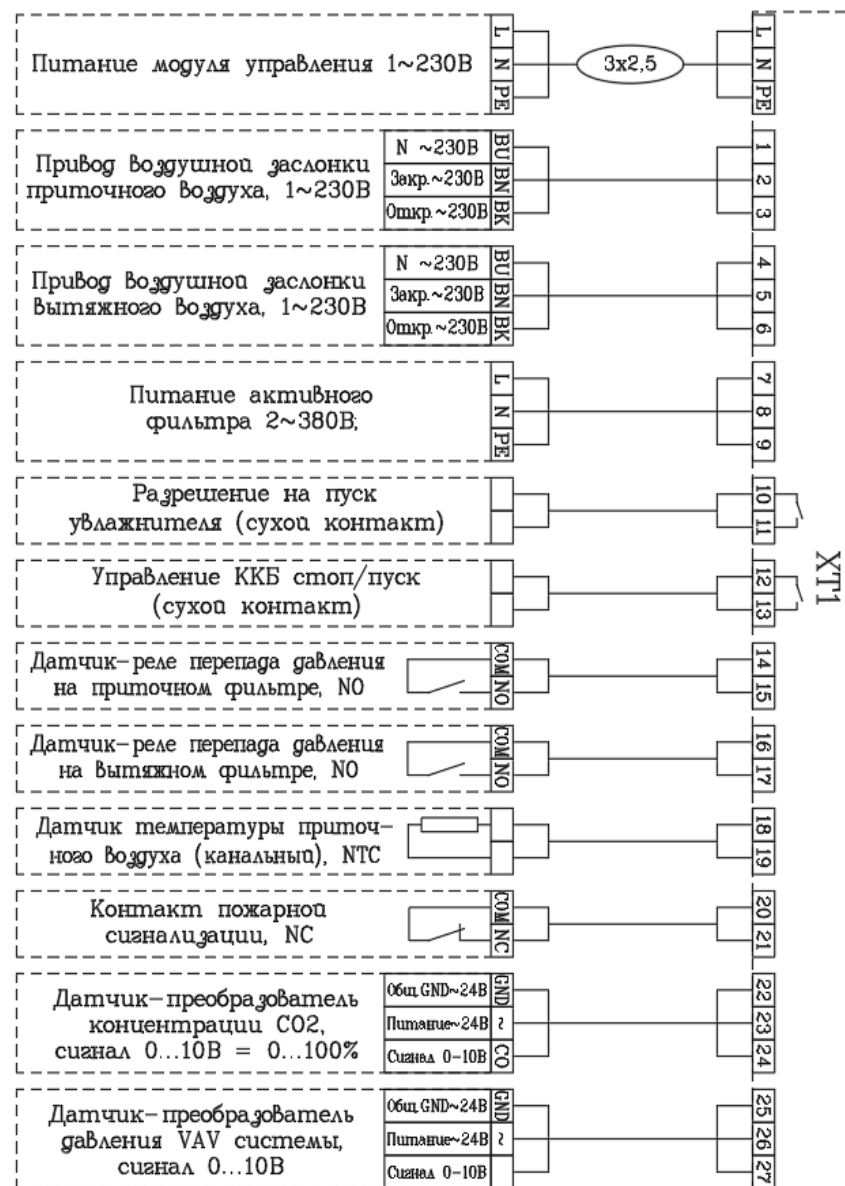 Питание модуля управления 1~230В
L
N
PE
3x2,5
L
N
PE
Привод воздушной заслонки
приточного воздуха, 1~230В
N ~230В
Закр.~230В
Откр.~230В
BU
BN
BK
1
2
3
Привод воздушной заслонки
вытяжного воздуха, 1~230В
N ~230В
Закр.~230В
Откр.~230В
BU
BN
BK
4
5
6
Питание активного
фильтра 2~380В;
L
N
PE
7
8
9
Разрешение на пуск
увлажнителя (сухой контакт)
10
11
XT1
Управление ККБ стоп/пуск
(сухой контакт)
12
13
Датчик-реле перепада давления
на приточном фильтре, NO
COM
NO
14
15
Датчик-реле перепада давления
на вытяжном фильтре, NO
COM
NO
16
17
Датчик температуры приточ-
ного воздуха (канальный), NTC
18
19
Контакт пожарной
сигнализации, NC
COM
NC
20
21
Датчик-преобразователь
концентрации CO2,
сигнал 0...10В = 0...100%
Общ.GND~24В
Питание~24В
Сигнал 0-10В
GND
~
CO
22
23
24
Датчик-преобразователь
давления VAV системы,
сигнал 0...10В
Общ.GND~24В
Питание~24В
Сигнал 0-10В
GND
~
25
26
27